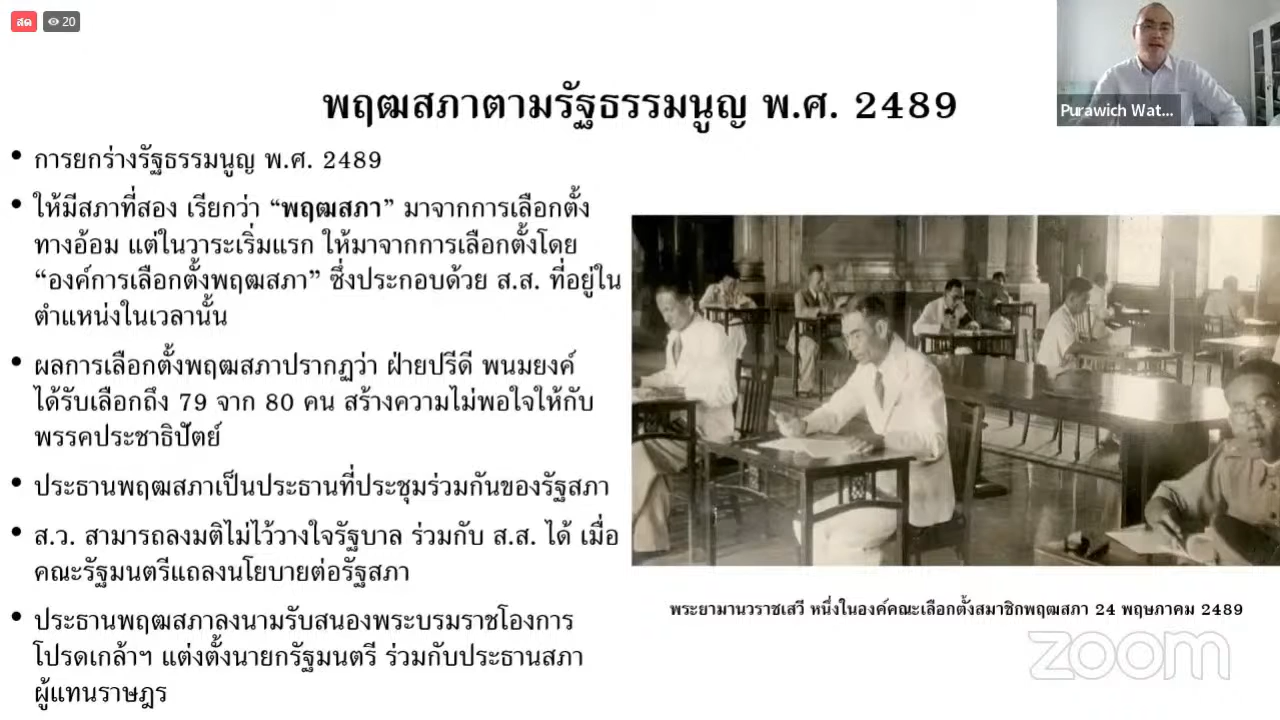 สด 20
Purawich Wat...
พฤฒสภาตามรัฐธรรมนูญ พ.ศ. 2489
• การยกร่างรัฐธรรมนูญ พ.ศ. 2489
• ให้มีสภาที่สอง เรียกว่า “พฤฒสภา” มาจากการเลือกตั้ง
ทางอ้อม แต่ในวาระเริ่มแรก ให้มาจากการเลือกตั้งโดย
“องค์การเลือกตั้งพฤฒสภา” ซึ่งประกอบด้วย ส.ส. ที่อยู่ใน
ตำแหน่งในเวลานั้น
• ผลการเลือกตั้งพฤฒสภาปรากฏว่า ฝ่ายปรีดี พนมยงค์
ได้รับเลือกถึง 79 จาก 80 คน สร้างความไม่พอใจให้กับ
พรรคประชาธิปัตย์
• ประธานพฤฒสภาเป็นประธานที่ประชุมร่วมกันของรัฐสภา
• ส.ว. สามารถลงมติไม่ไว้วางใจรัฐบาล ร่วมกับ ส.ส. ได้ เมื่อ
คณะรัฐมนตรีแถลงนโยบายต่อรัฐสภา
• ประธานพฤฒสภาลงนามรับสนองพระบรมราชโองการ
โปรดเกล้าฯ แต่งตั้งนายกรัฐมนตรี ร่วมกับประธานสภา
ผู้แทนราษฎร
พระยามานวราชเสวี หนึ่งในองค์คณะเลือกตั้งสมาชิกพฤฒสภา 24 พฤษภาคม 2489
zoom